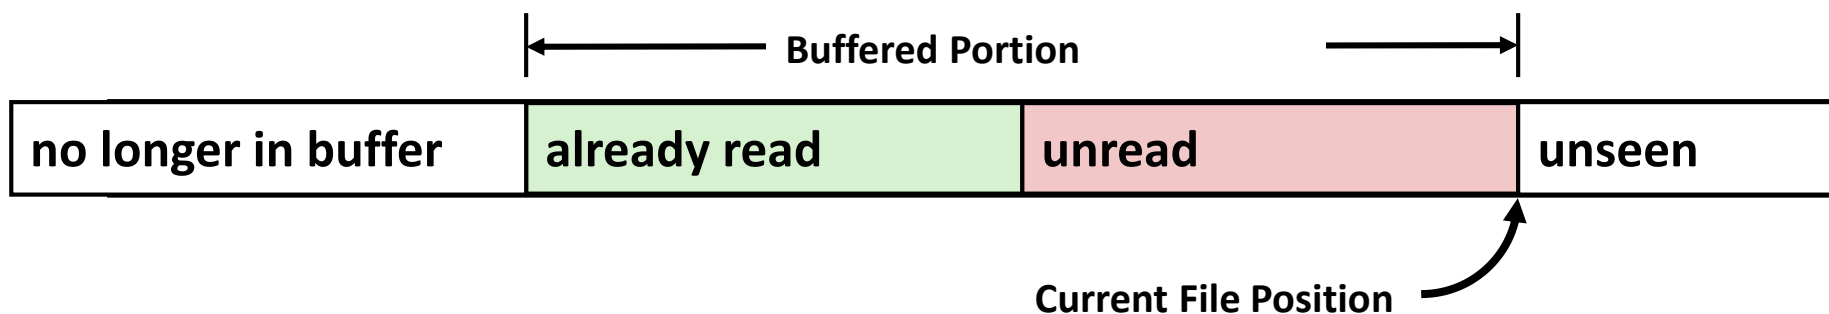 Buffered Portion
no longer in buffer
already read
unread
unseen
Current File Position